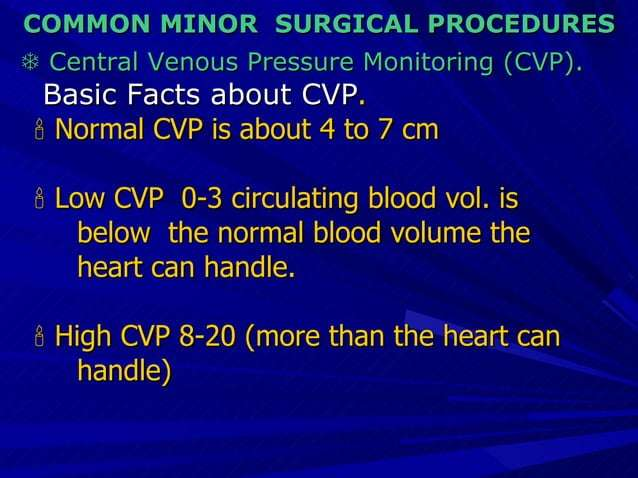 COMMON MINOR SURGICAL PROCEDURES
Central Venous Pressure Monitoring (CVP).
Basic Facts about CVP.
Normal CVP is about 4 to 7 cm
Low CVP 0-3 circulating blood vol. is
below the normal blood volume the
heart can handle.
High CVP 8-20 (more than the heart can
handle)